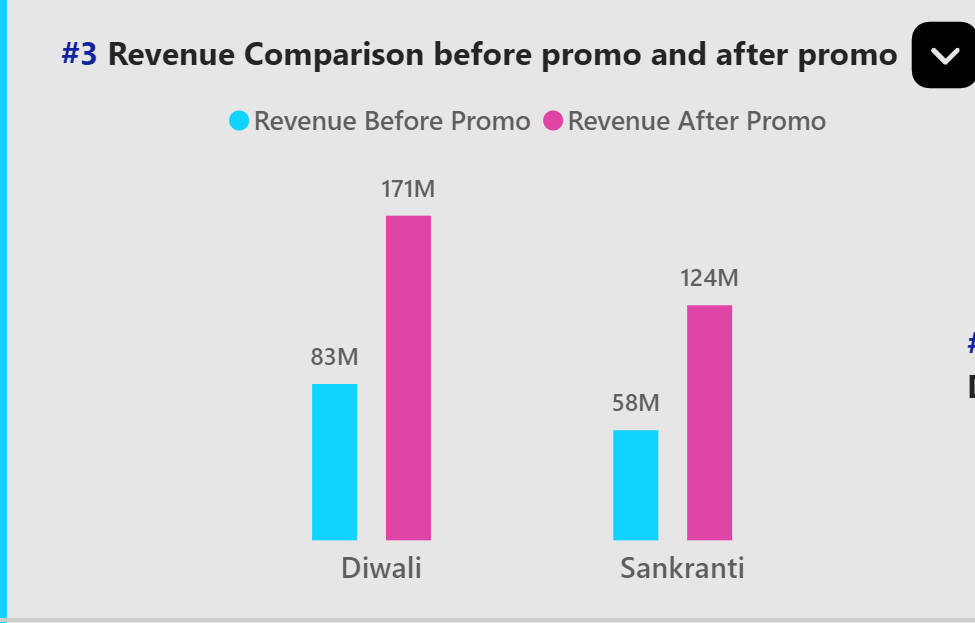 #3 Revenue Comparison before promo and after promo
Revenue Before Promo Revenue After Promo
171M
124M
83M
58M
Diwali Sankranti